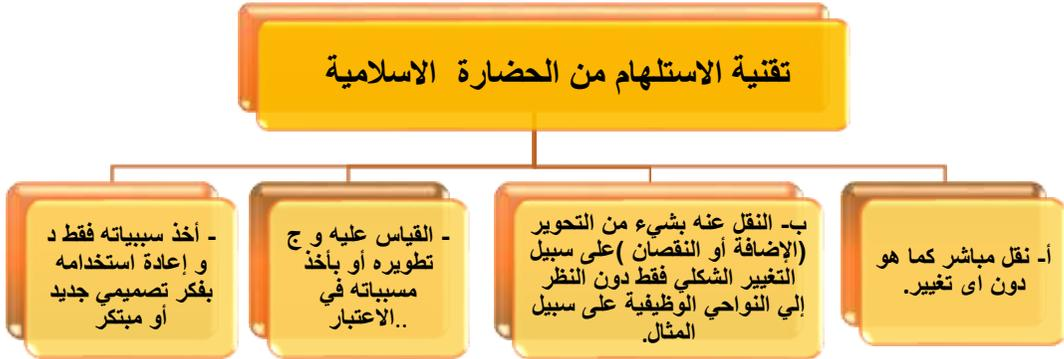 تقنية الاستلهام من الحضارة الاسلامية
أ- نقل مباشر كما هو
دون اى تغيير.
ب- النقل عنه بشيء من التحوير
(الإضافة أو النقصان )على سبيل
التغيير الشكلي فقط دون النظر
إلي النواحي الوظيفية على سبيل
المثال.
- القياس عليه و ج
تطويره أو بأخذ
مسبباته في
الاعتبار..
- أخذ سببياته فقط د
و إعادة استخدامه
بفكر تصميمي جديد
أو مبتكر